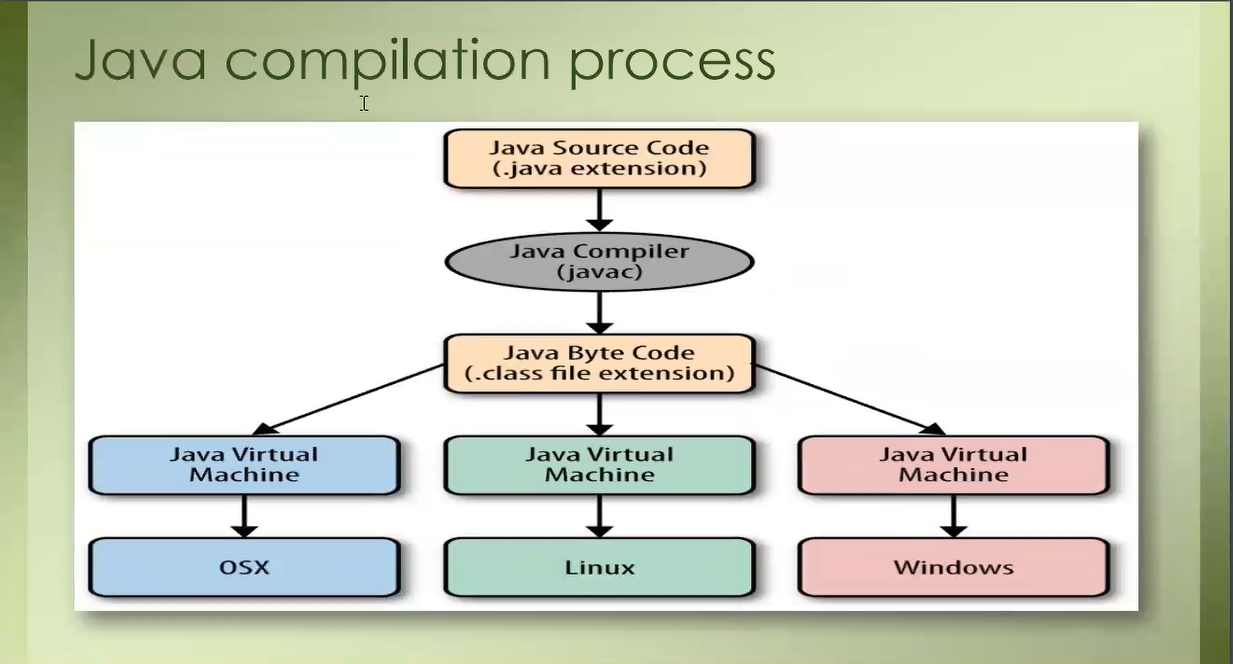 Java compilation process
Java Source Code
(.java extension)
Java Compiler
(javac)
Java Byte Code
(.class file extension)
Java Virtual
Machine
Java Virtual
Machine
Java Virtual
Machine
OSX
Linux
Windows